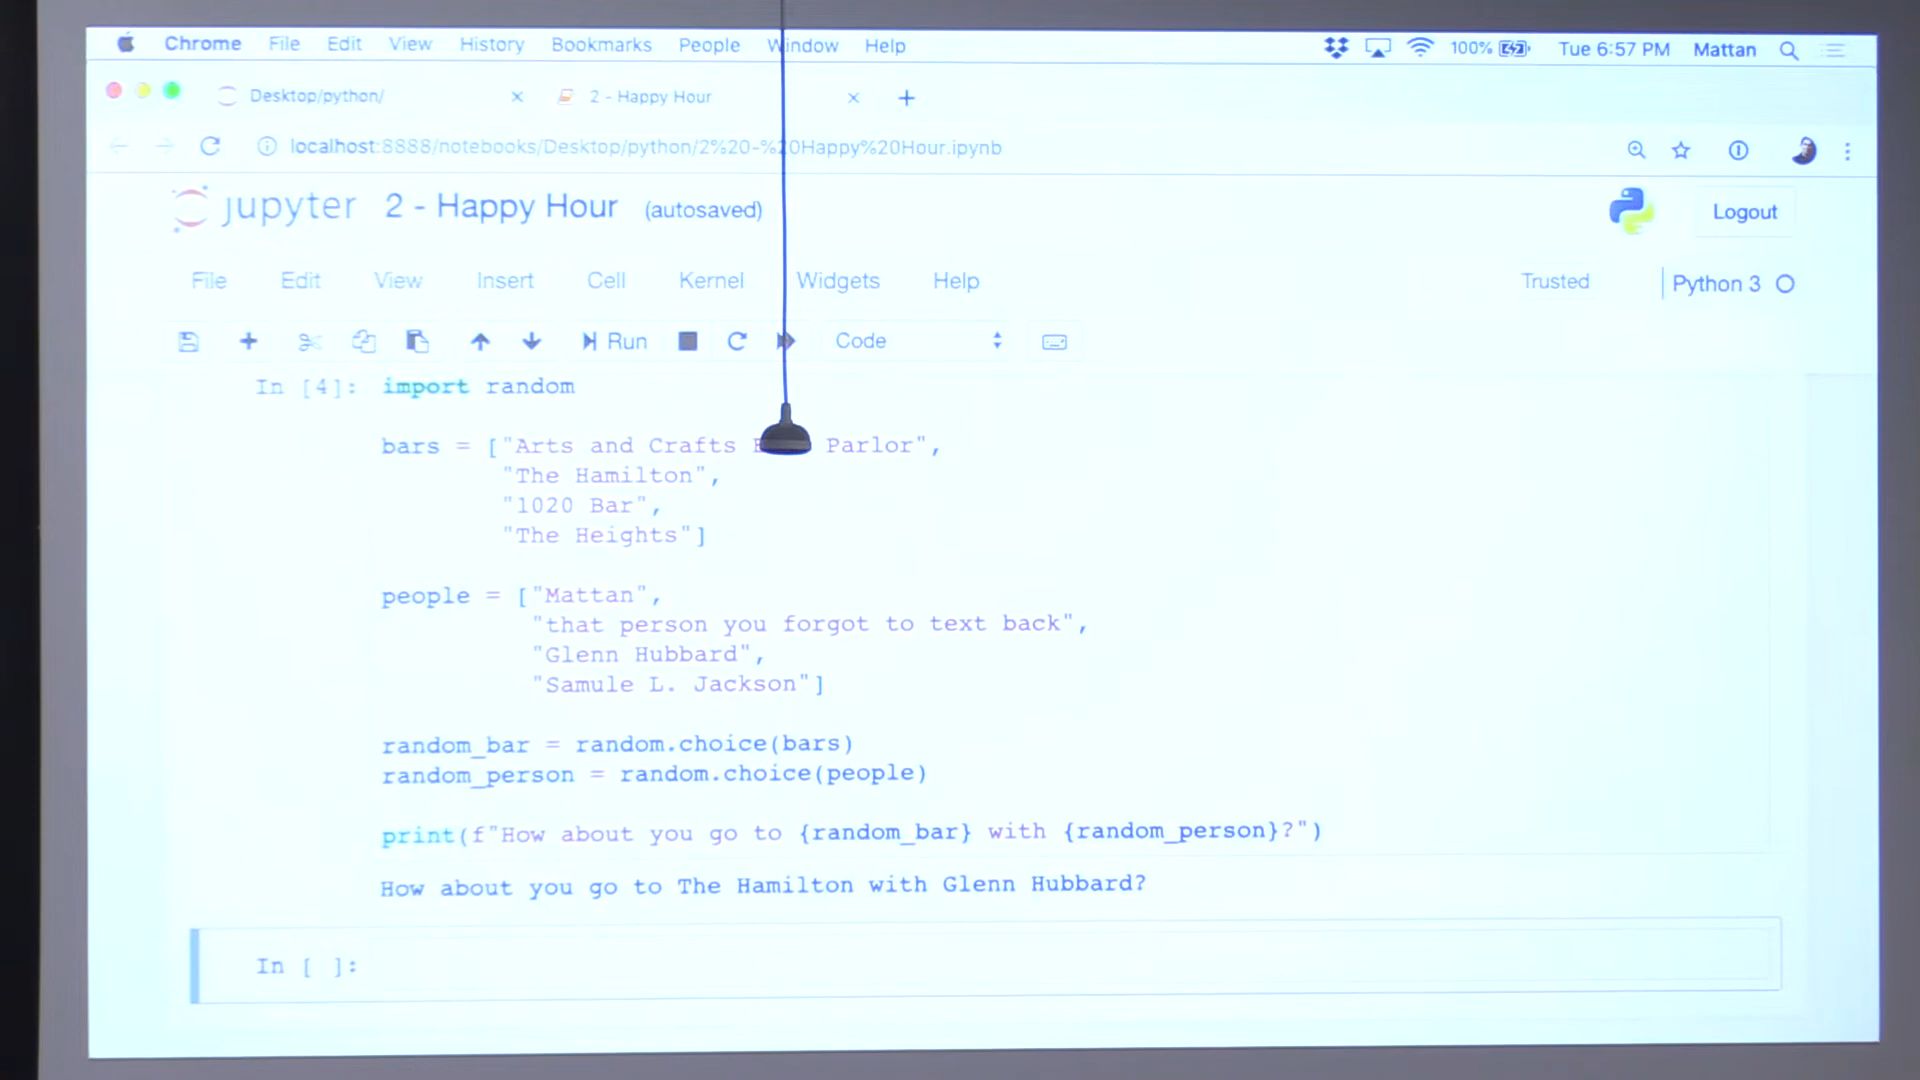 Chrome File Edit View History Bookmarks People Window Help 100% Tue 6:57 PM Mattan
Desktop/python/ 2 - Happy Hour
localhost:8888/notebooks/Desktop/python/2%20-%20Happy%20Hour.ipynb
jupyter 2 - Happy Hour (autosaved) Logout
File Edit View Insert Cell Kernel Widgets Help Trusted Python 3
Run Code
In [4]: import random
bars = ["Arts and Crafts Parlor",
"The Hamilton",
"1020 Bar",
"The Heights"]
people = ["Mattan",
"that person you forgot to text back",
"Glenn Hubbard",
"Samule L. Jackson"]
random_bar = random.choice(bars)
random_person = random.choice(people)
print(f"How about you go to {random_bar} with {random_person}?")
How about you go to The Hamilton with Glenn Hubbard?
In [ ]: